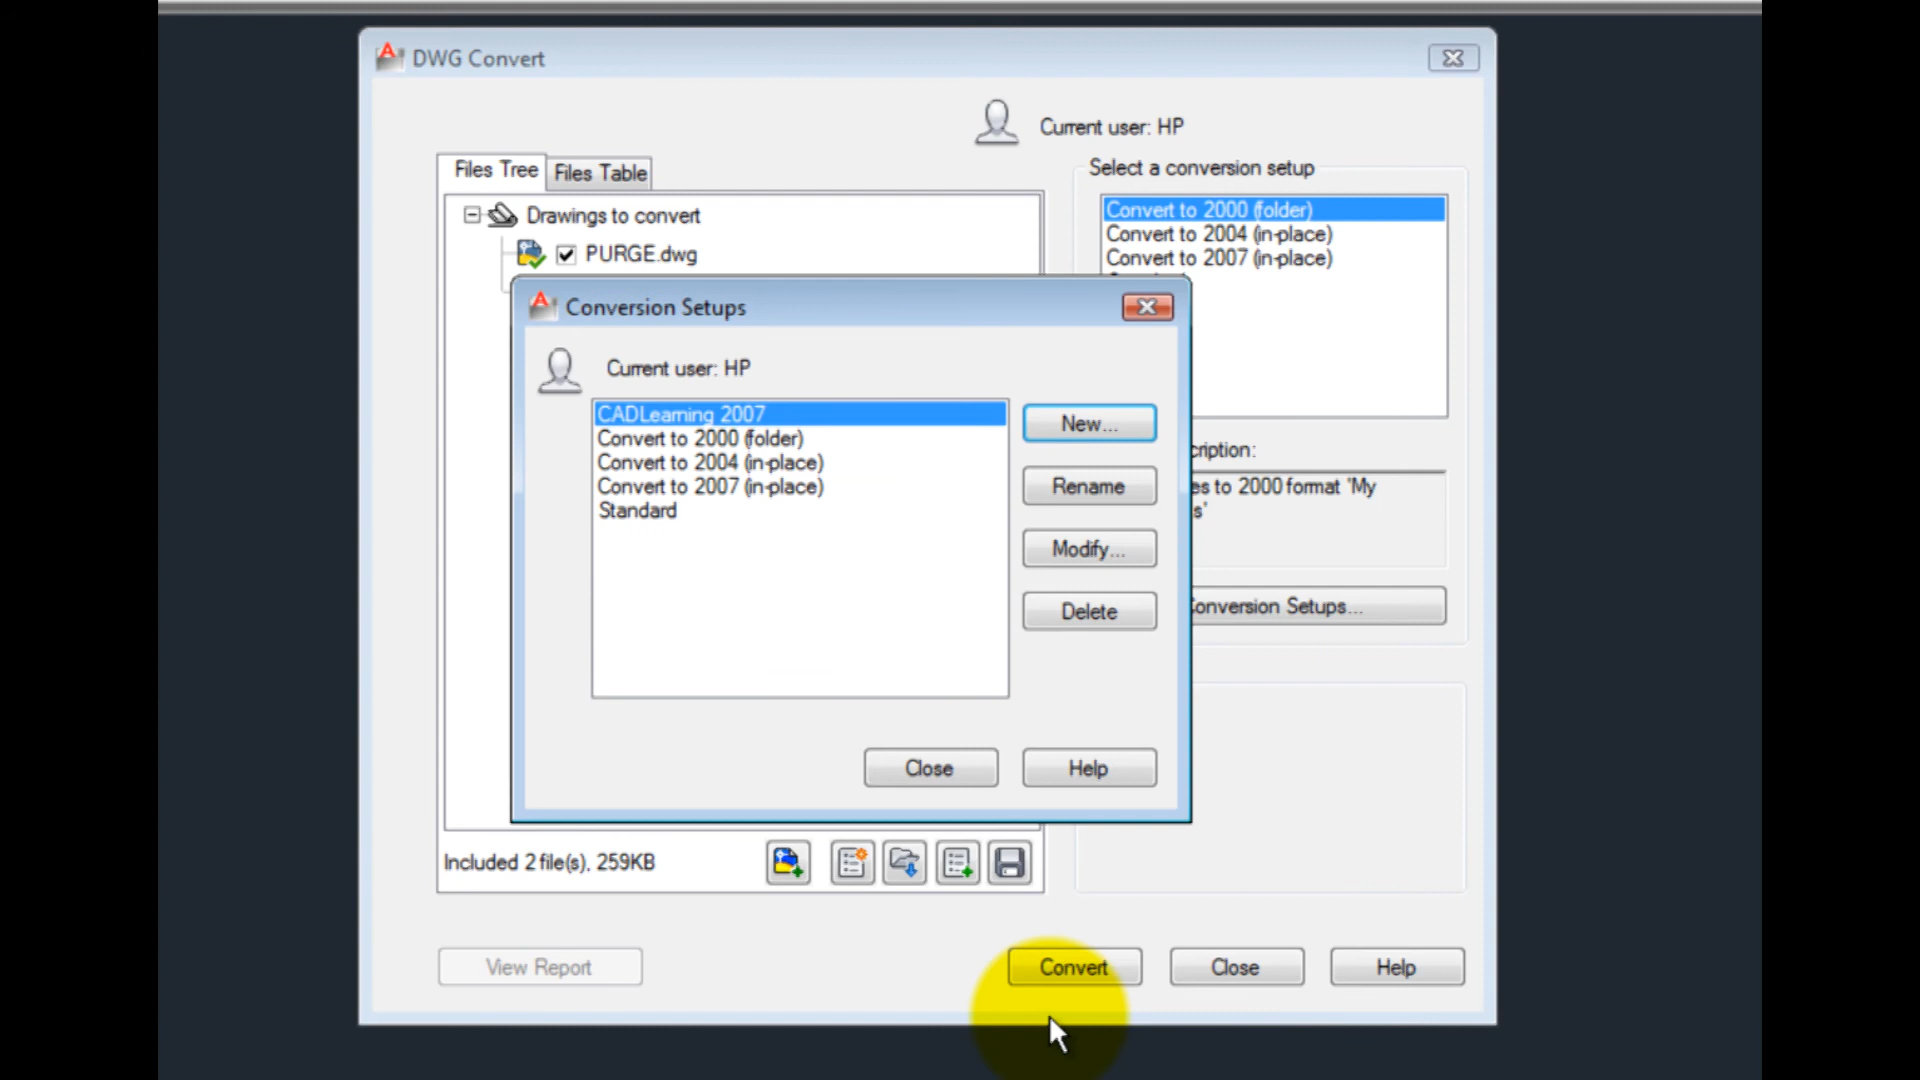 DWG Convert
Current user: HP
Files Tree
Files Table
Select a conversion setup
Drawings to convert
PURGE.dwg
Convert to 2000 (folder)
Convert to 2004 (in-place)
Convert to 2007 (in-place)
Conversion Setups
Current user: HP
CADLearning 2007
Convert to 2000 (folder)
Convert to 2004 (in-place)
Convert to 2007 (in-place)
Standard
New...
Rename
Modify...
Delete
Close
Help
cription:
es to 2000 format 'My
s'
Conversion Setups...
Included 2 file(s), 259KB
View Report
Convert
Close
Help